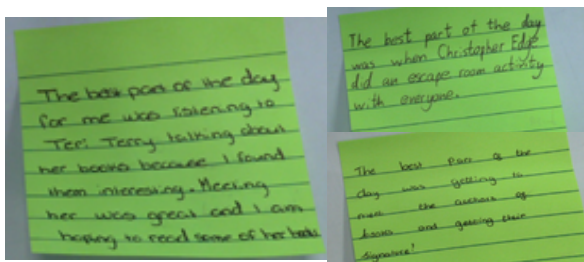 The best part of the day
for me was listening to
Teri Terry talking about
her books because I found
them interesting. Meeting
her was great and I am
hoping to read some of her books.
The best part of the day
was when Christopher Edge
did an escape room activity
with everyone.
The best Part of the
day was getting to
meet the authors of
books and getting their
signature!